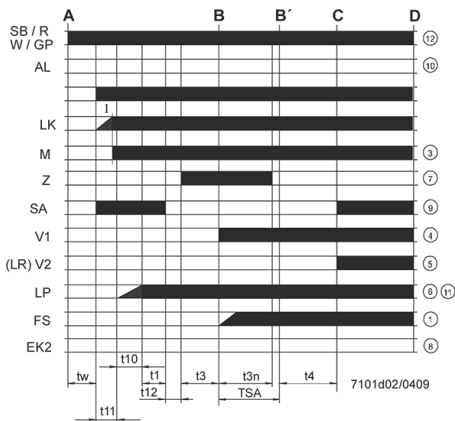 A B B´ C D
SB / R
W / GP 12
AL 10
I
LK
M 3
Z 7
SA 9
V1 4
(LR) V2 5
LP 6 11
FS 1
EK2 8
t10
tw t1 t3 t3n t4
t12 TSA
t11
7101d02/0409